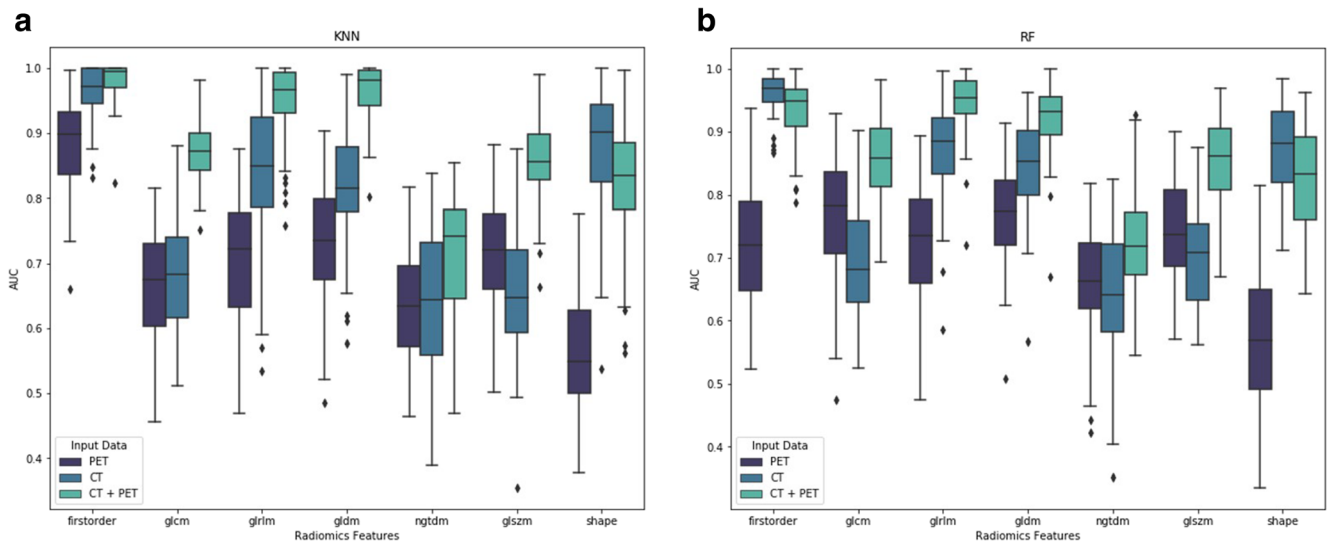 a
KNN
1.0
0.9
0.8
0.7
0.6
0.5
0.4
AUC
Input Data
PET
CT
CT + PET
firstorder
glcm
glrlm
gldm
ngtdm
glszm
shape
Radiomics Features
b
RF
1.0
0.9
0.8
0.7
0.6
0.5
0.4
AUC
Input Data
PET
CT
CT + PET
firstorder
glcm
glrlm
gldm
ngtdm
glszm
shape
Radiomics Features